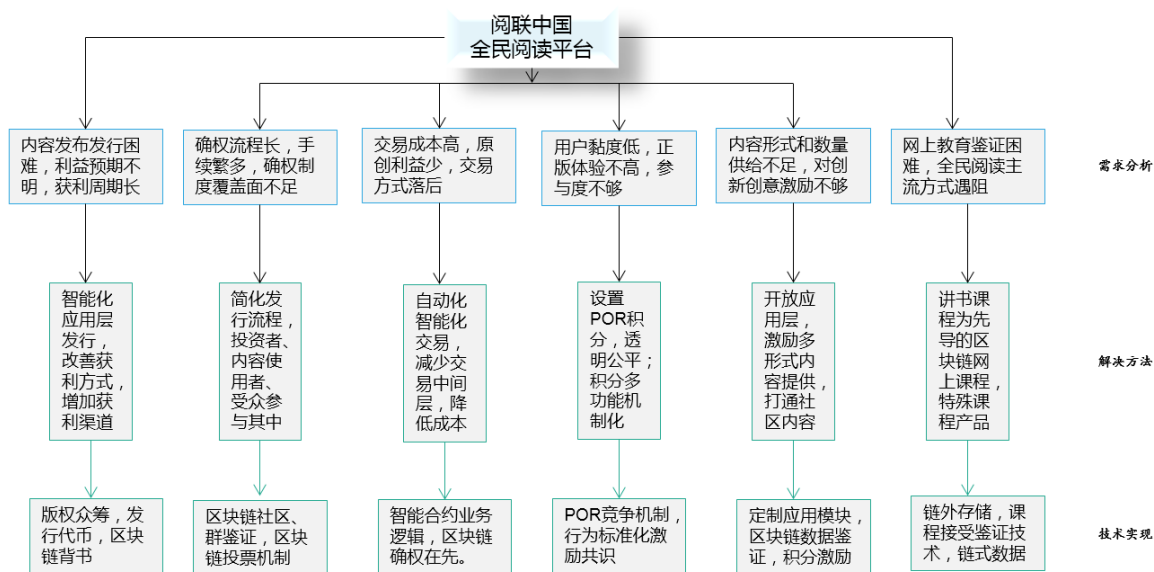 阅联中国
全民阅读平台
内容发布发行困
难，利益预期不
明，获利周期长
确权流程长，手
续繁多，确权制
度覆盖面不足
交易成本高，原
创利益少，交易
方式落后
用户黏度低，正
版体验不高，参
与度不够
内容形式和数量
供给不足，对创
新创意激励不够
网上教育鉴证困
难，全民阅读主
流方式遇阻
需求分析
智能化
应用层
发行，
改善获
利方式，
增加获
利渠道
简化发
行流程，
投资者、
内容使
用者、
受众参
与其中
自动化
智能化
交易，
减少交
易中间
层，降
低成本
设置
POR积
分，透
明公平；
积分多
功能机
制化
开放应
用层，
激励多
形式内
容提供，
打通社
区内容
讲书课
程为先
导的区
块链网
上课程，
特殊课
程产品
解决方法
版权众筹，发
行代币，区块
链背书
区块链社区、
群鉴证，区块
链投票机制
智能合约业务
逻辑，区块链
确权在先。
POR竞争机制，
行为标准化激
励共识
定制应用模块，
区块链数据鉴
证，积分激励
链外存储，课
程接受鉴证技
术，链式数据
技术实现